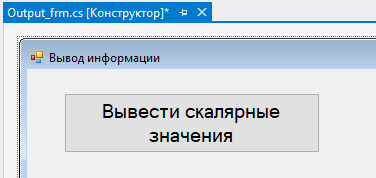 Output_frm.cs [Конструктор]*
Вывод информации
Вывести скалярные
значения